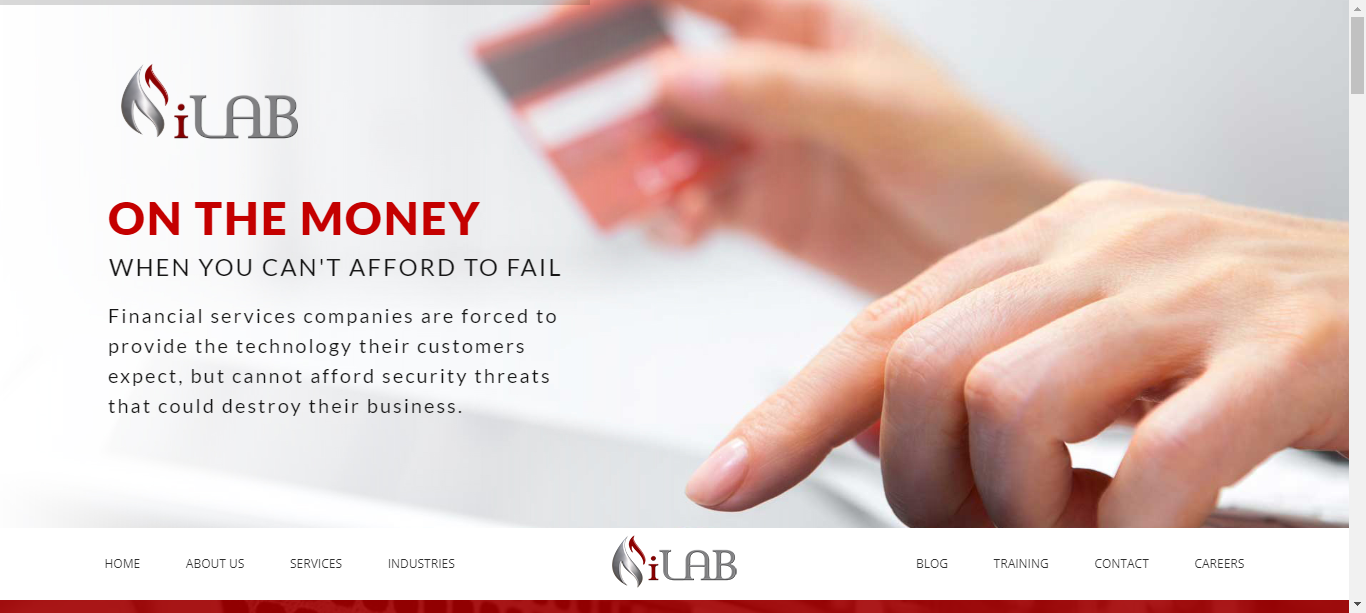 iLAB
ON THE MONEY
WHEN YOU CAN'T AFFORD TO FAIL
Financial services companies are forced to
provide the technology their customers
expect, but cannot afford security threats
that could destroy their business.
HOME ABOUT US SERVICES INDUSTRIES iLAB BLOG TRAINING CONTACT CAREERS